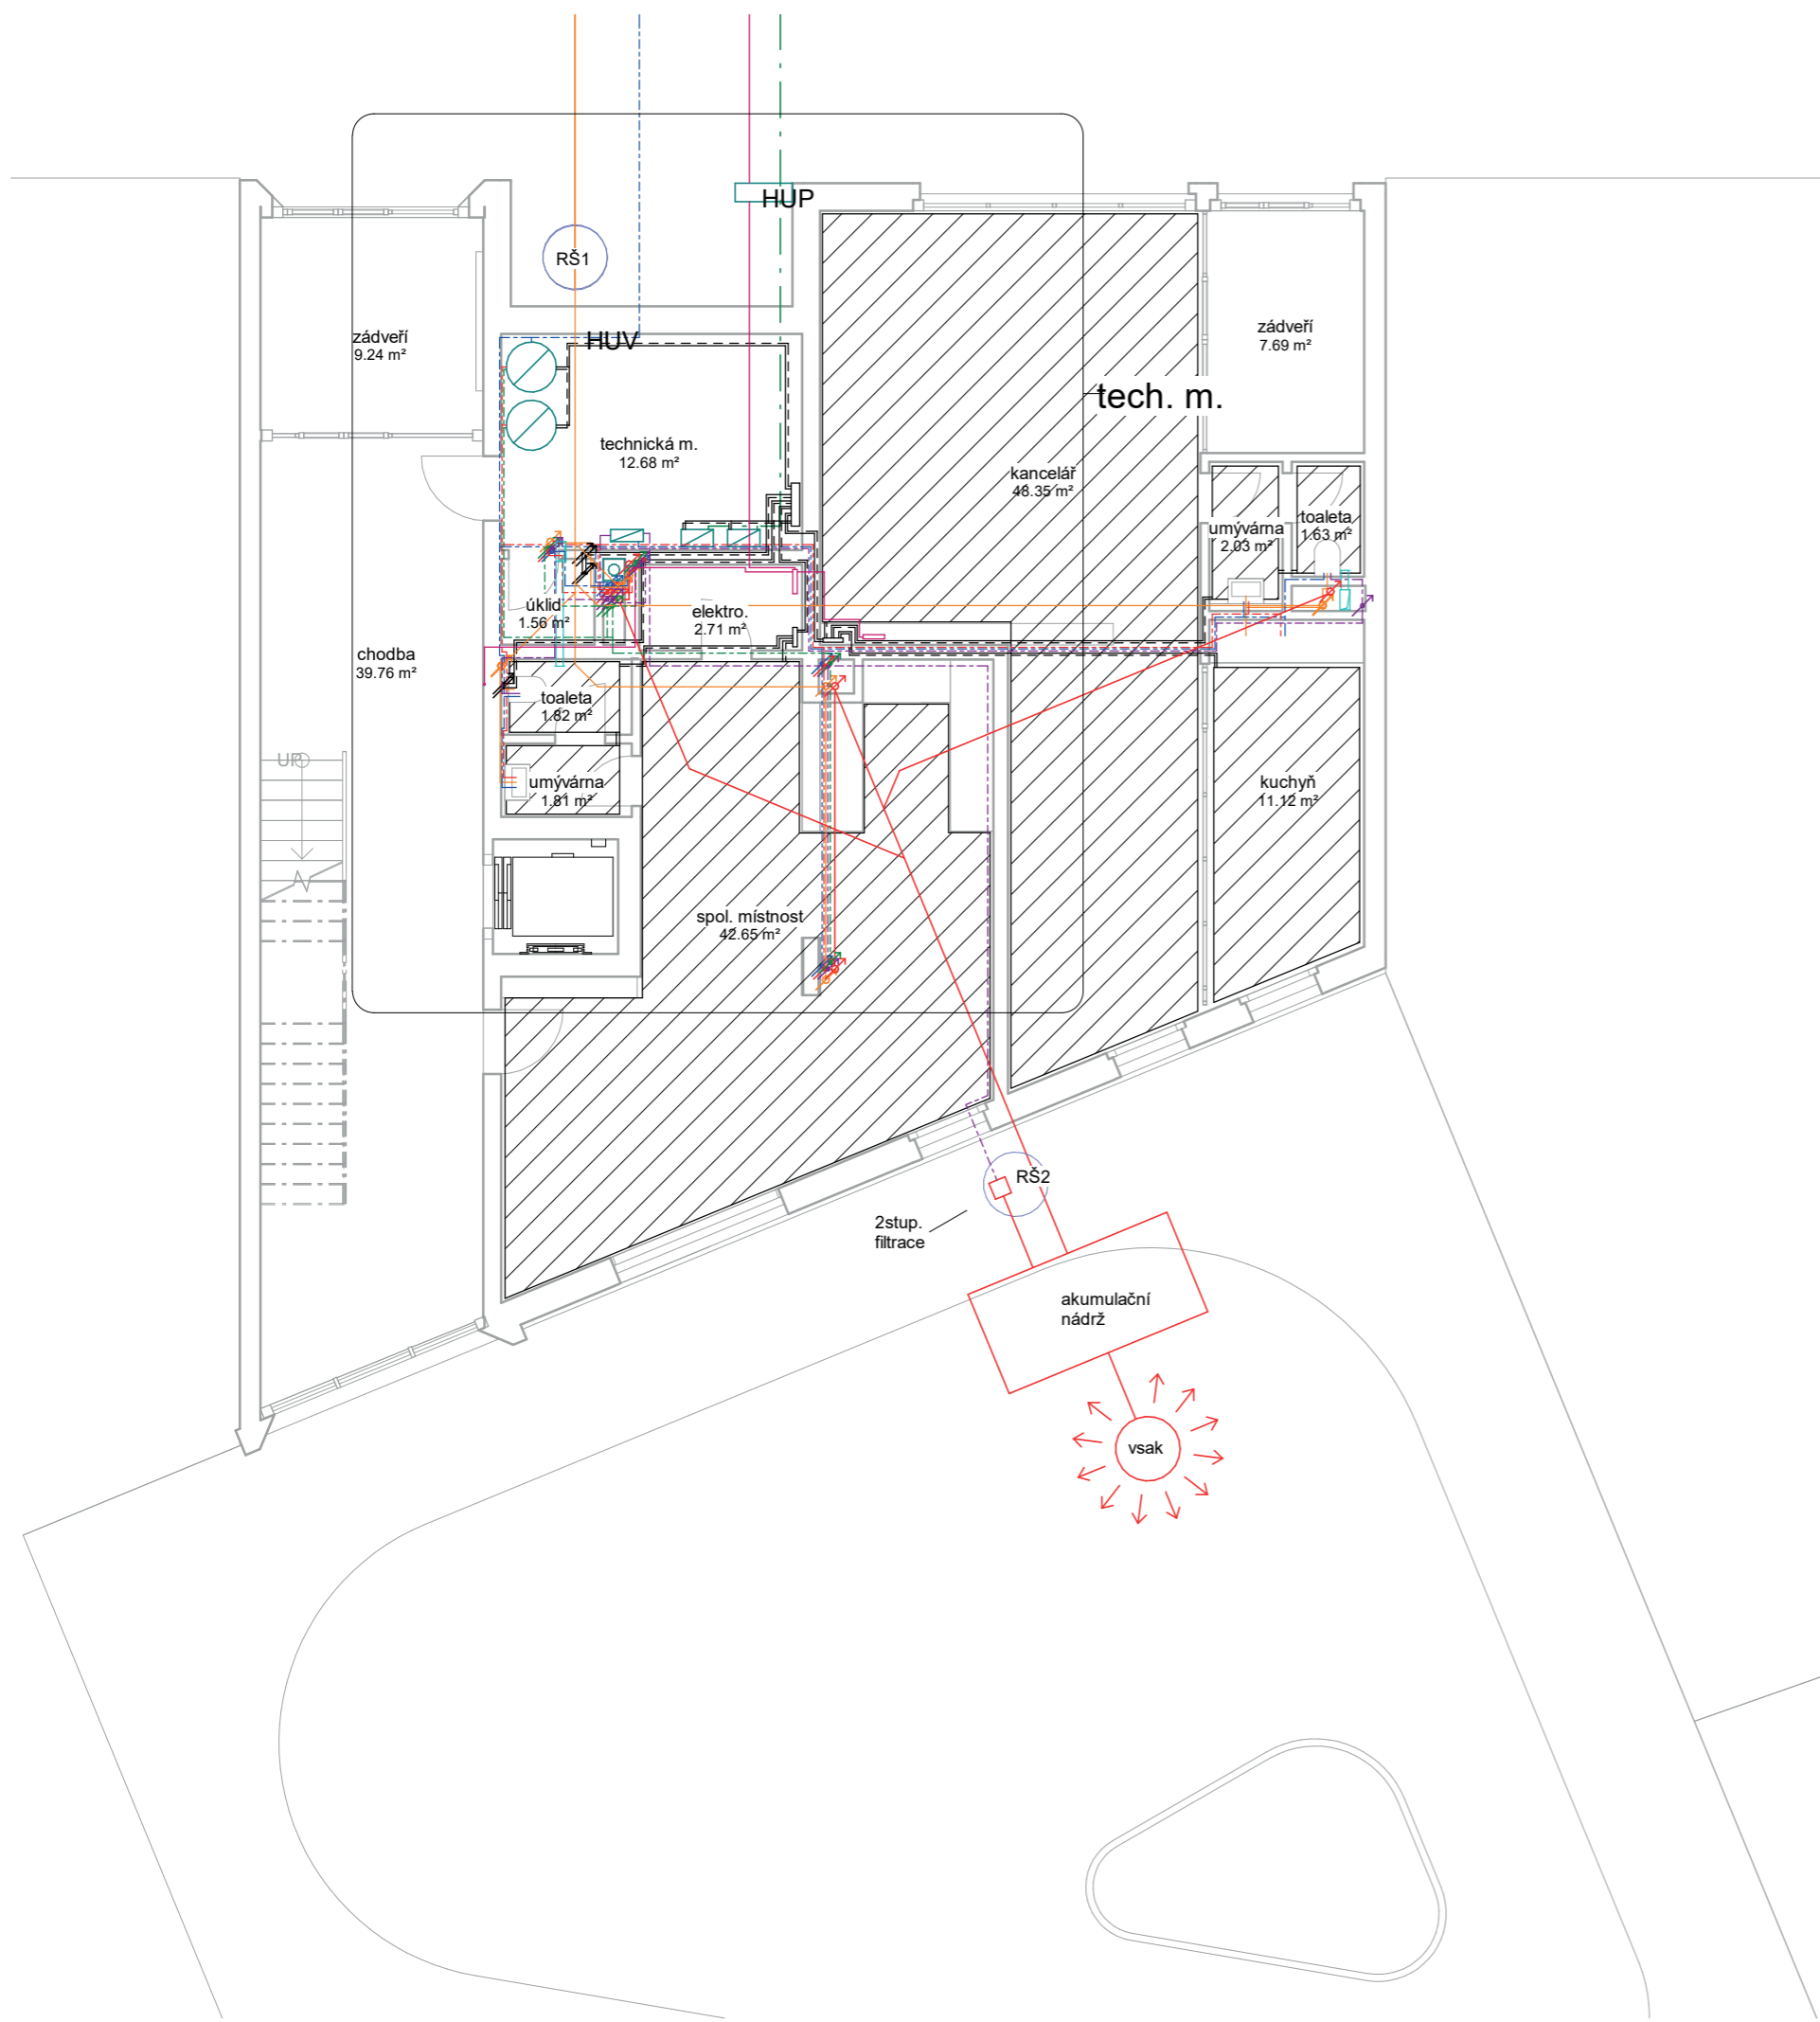 HUP
RŠ1
HUV
zádveří
9.24 m²
zádveří
7.69 m²
tech. m.
technická m.
12.68 m²
kancelář
48.35 m²
umývárna
2.03 m²
toaleta
1.63 m²
úklid
1.56 m²
elektro.
2.71 m²
chodba
39.76 m²
toaleta
1.82 m²
UP
umývárna
1.81 m²
kuchyň
11.12 m²
spol. místnost
42.65 m²
RŠ2
2stup.
filtrace
akumulační
nádrž
vsak